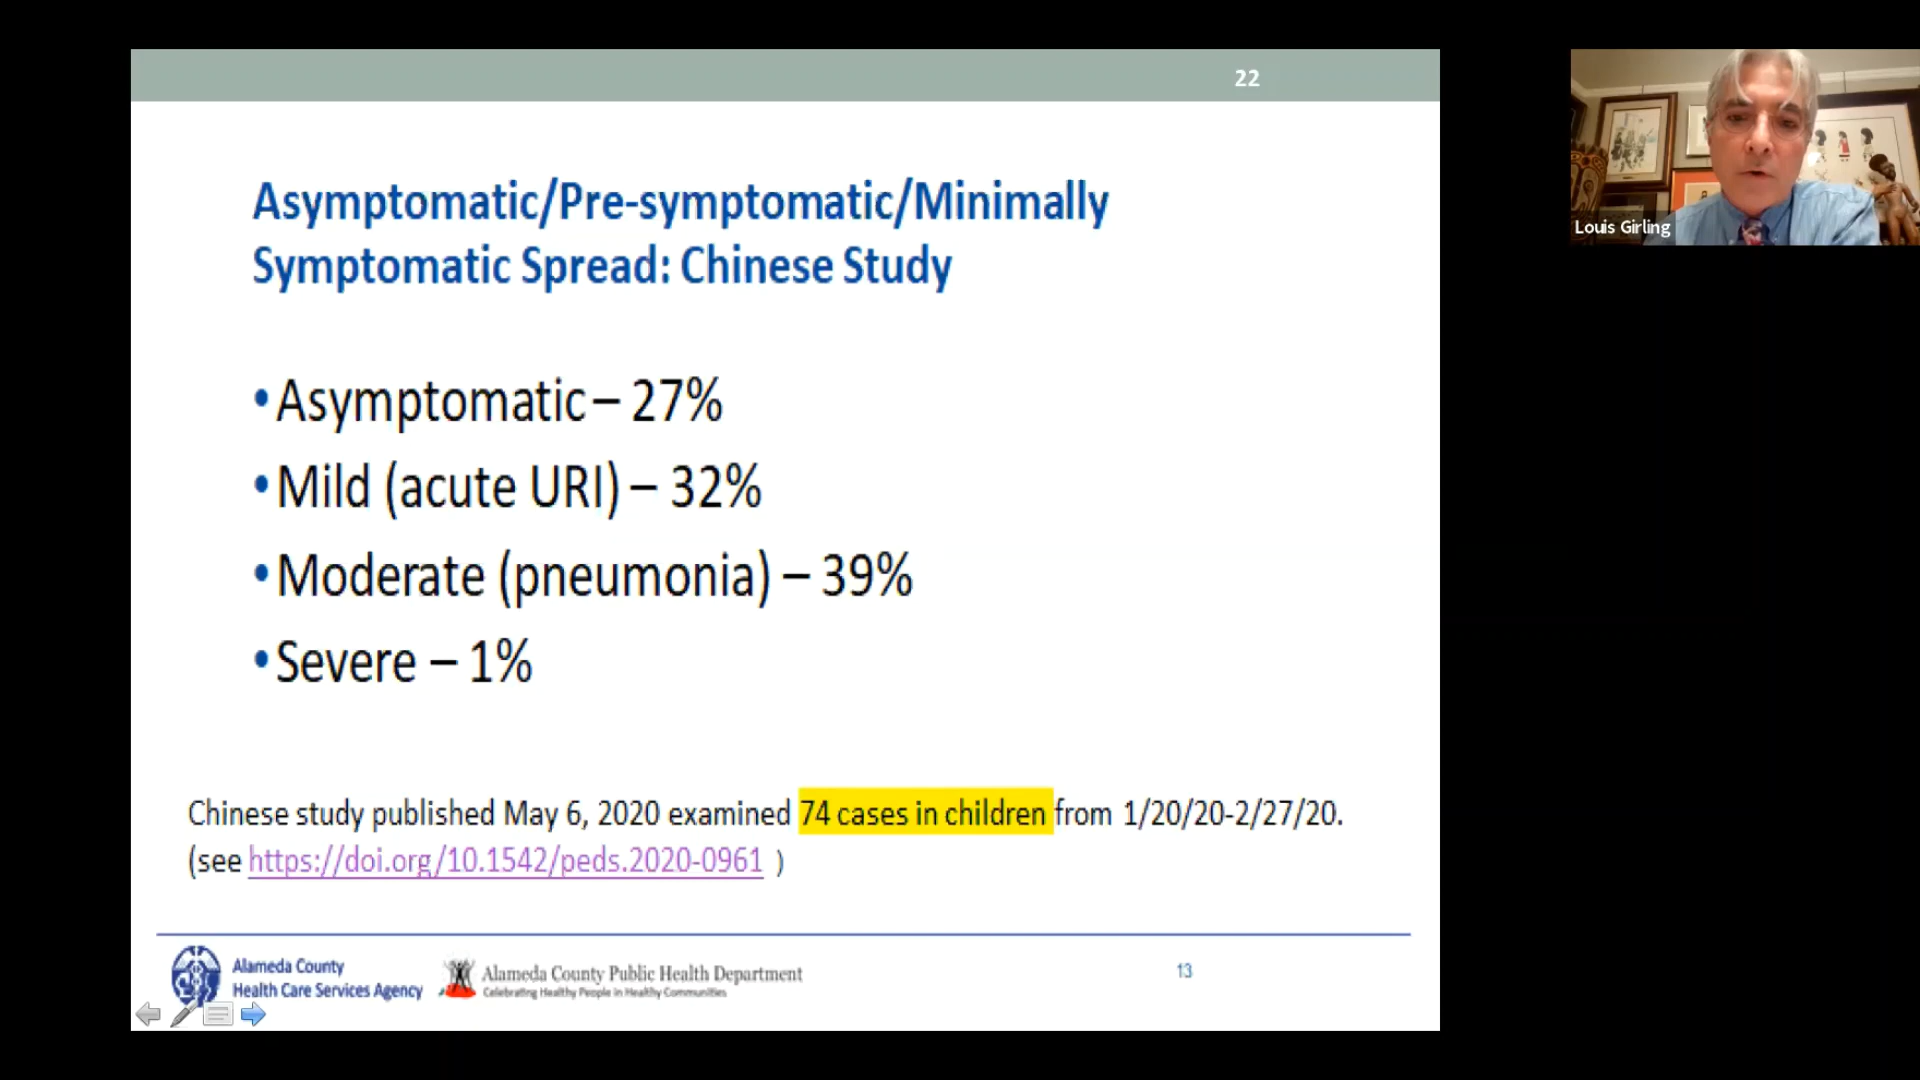 22
Asymptomatic/Pre-symptomatic/Minimally
Symptomatic Spread: Chinese Study
• Asymptomatic – 27%
• Mild (acute URI) – 32%
• Moderate (pneumonia) – 39%
• Severe – 1%
Chinese study published May 6, 2020 examined 74 cases in children from 1/20/20-2/27/20.
(see https://doi.org/10.1542/peds.2020-0961 )
Alameda County
Health Care Services Agency
Alameda County Public Health Department
Celebrating Healthy People in Healthy Communities
13
Louis Girling